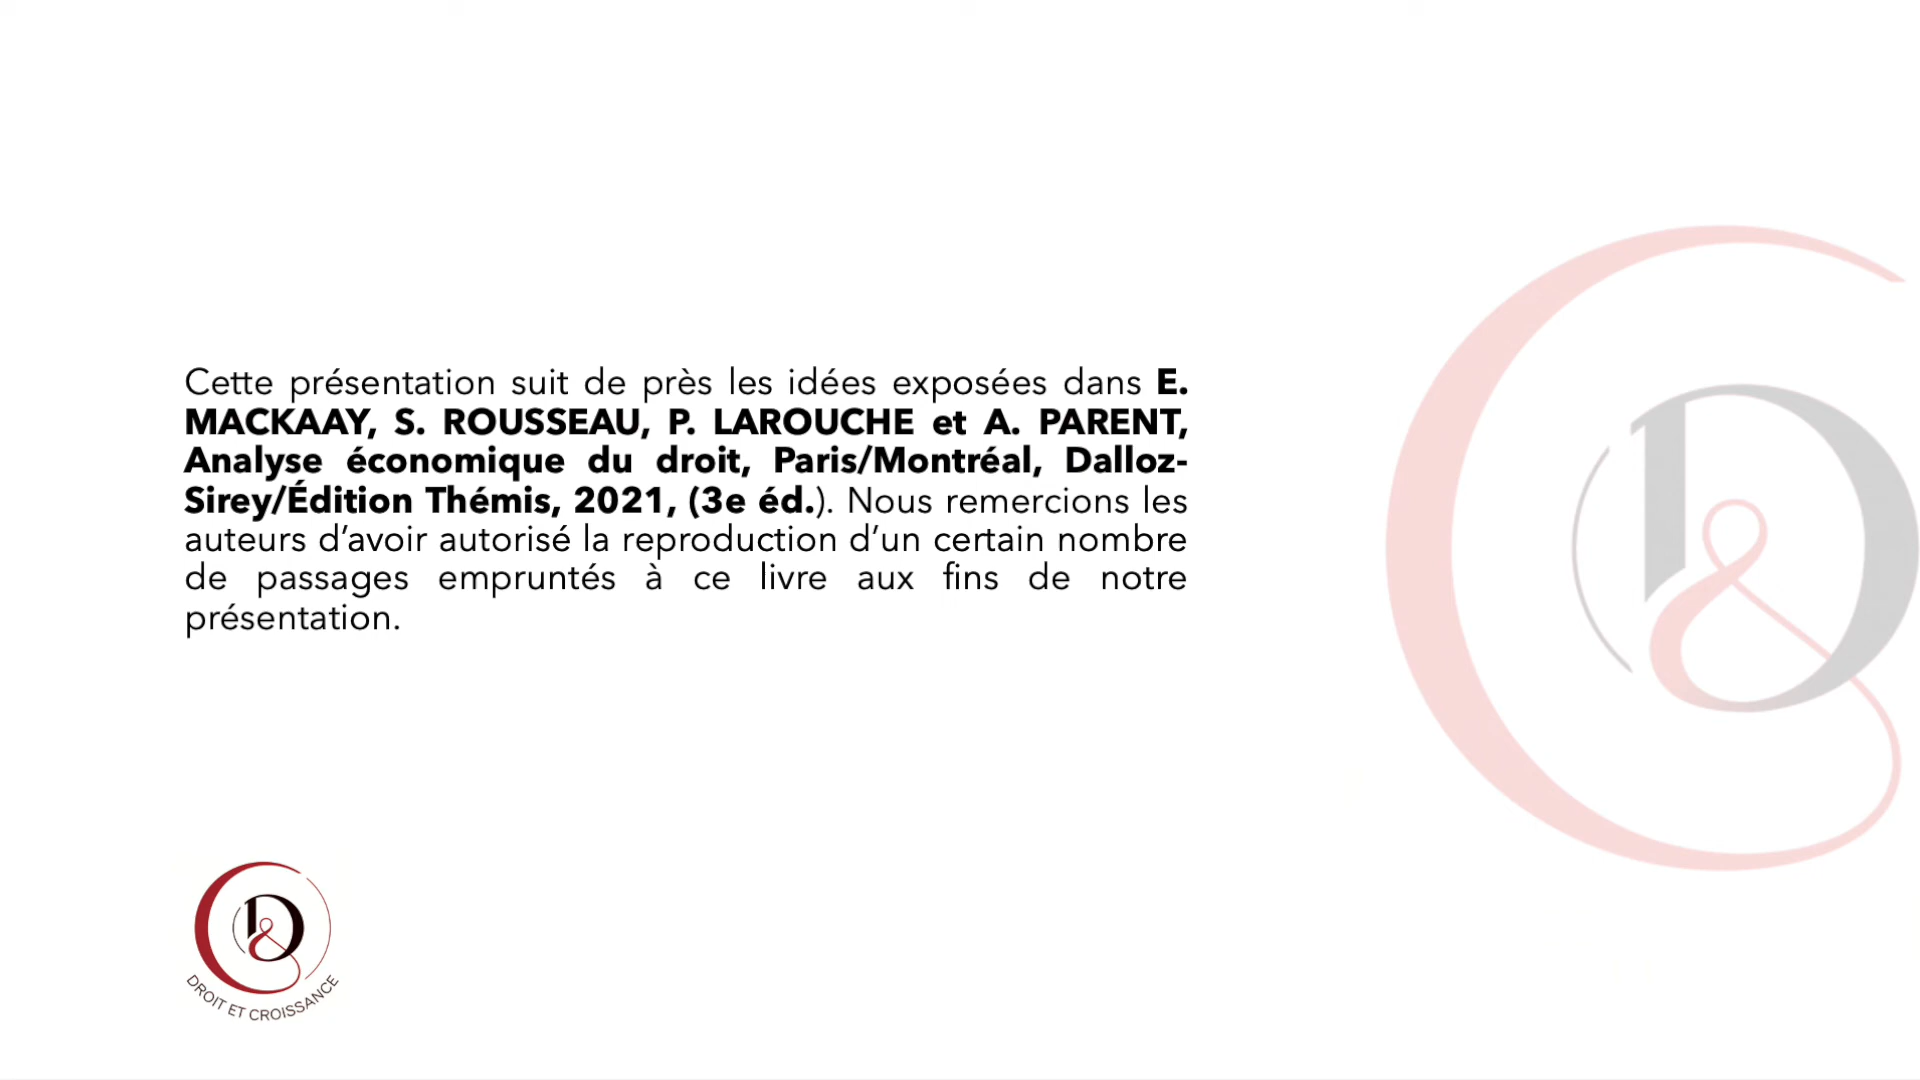 Cette présentation suit de près les idées exposées dans E.
MACKAAY, S. ROUSSEAU, P. LAROUCHE et A. PARENT,
Analyse économique du droit, Paris/Montréal, Dalloz-
Sirey/Édition Thémis, 2021, (3e éd.). Nous remercions les
auteurs d’avoir autorisé la reproduction d’un certain nombre
de passages empruntés à ce livre aux fins de notre
présentation.
D&
D&
DROIT ET CROISSANCE